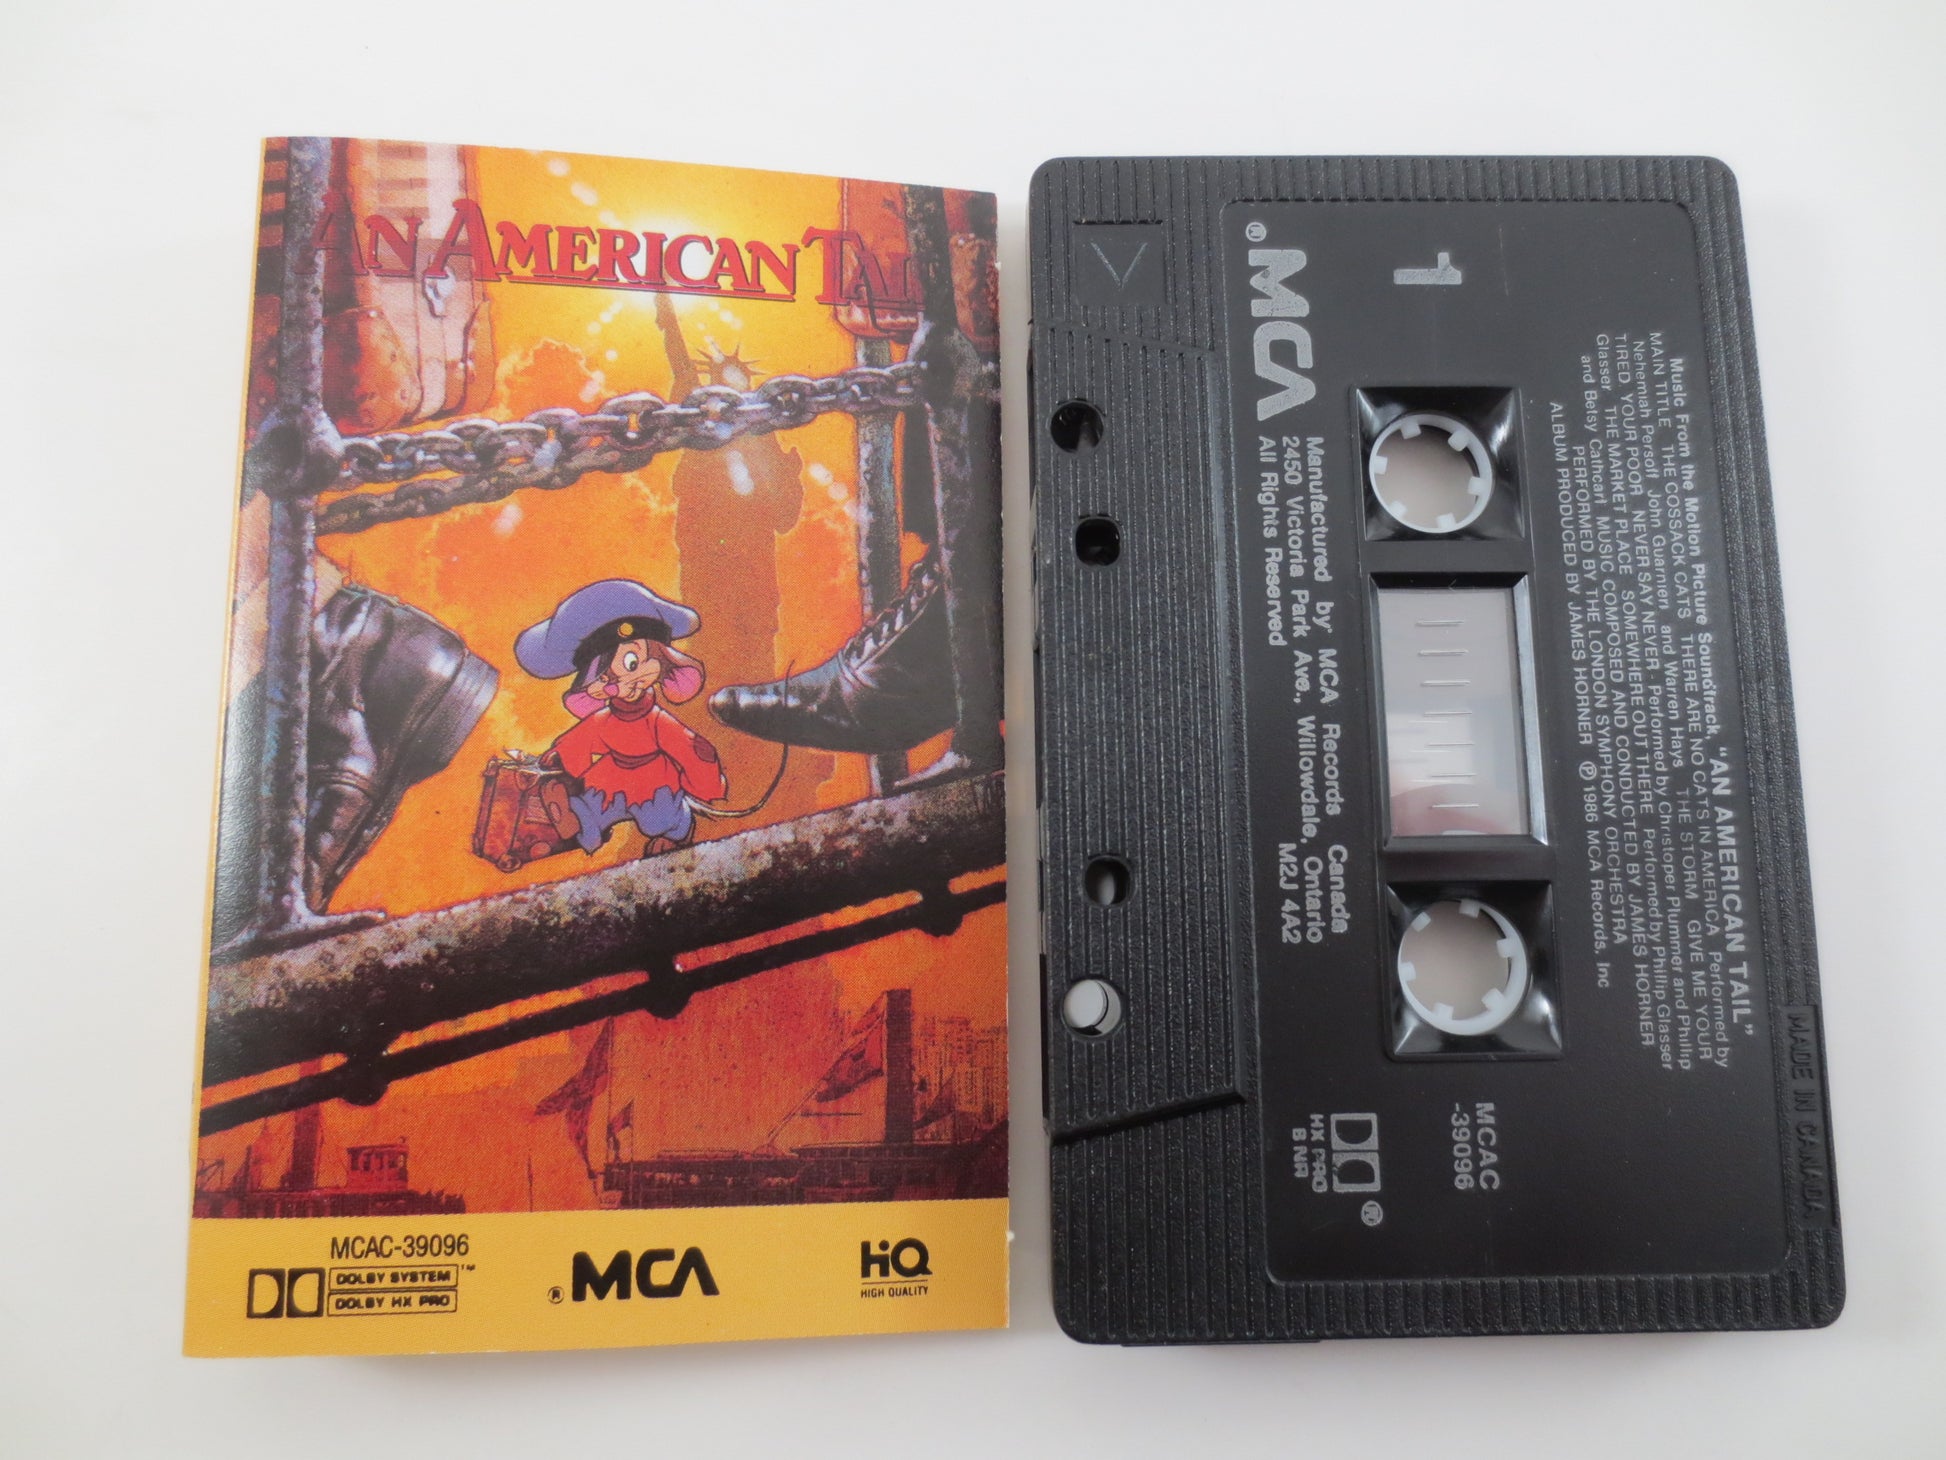 AN AMERICAN TAIL
MCAC-39096
DOLBY SYSTEM ™
DOLBY HX PRO
® MCA
HiQ
HIGH QUALITY
Music From the Motion Picture Soundtrack, "AN AMERICAN TAIL"
MAIN TITLE THE COSSACK CATS THERE ARE NO CATS IN AMERICA Performed by
Nehemiah Persoff John Guarnieri and Warren Hays THE STORM GIVE ME YOUR
TIRED, YOUR POOR NEVER SAY NEVER - Performed by Christoper Plummer and Phillip
Glasser THE MARKET PLACE SOMEWHERE OUT THERE Performed by Phillip Glasser
and Betsy Cathcart MUSIC COMPOSED AND CONDUCTED BY JAMES HORNER
PERFORMED BY THE LONDON SYMPHONY ORCHESTRA
ALBUM PRODUCED BY JAMES HORNER ℗ 1986 MCA Records, Inc
1
MCAC
-39096
® MCA
Manufactured by MCA Records Canada
2450 Victoria Park Ave., Willowdale, Ontario
All Rights Reserved M2J 4A2
®
HX PRO
B NR
MADE IN CANADA